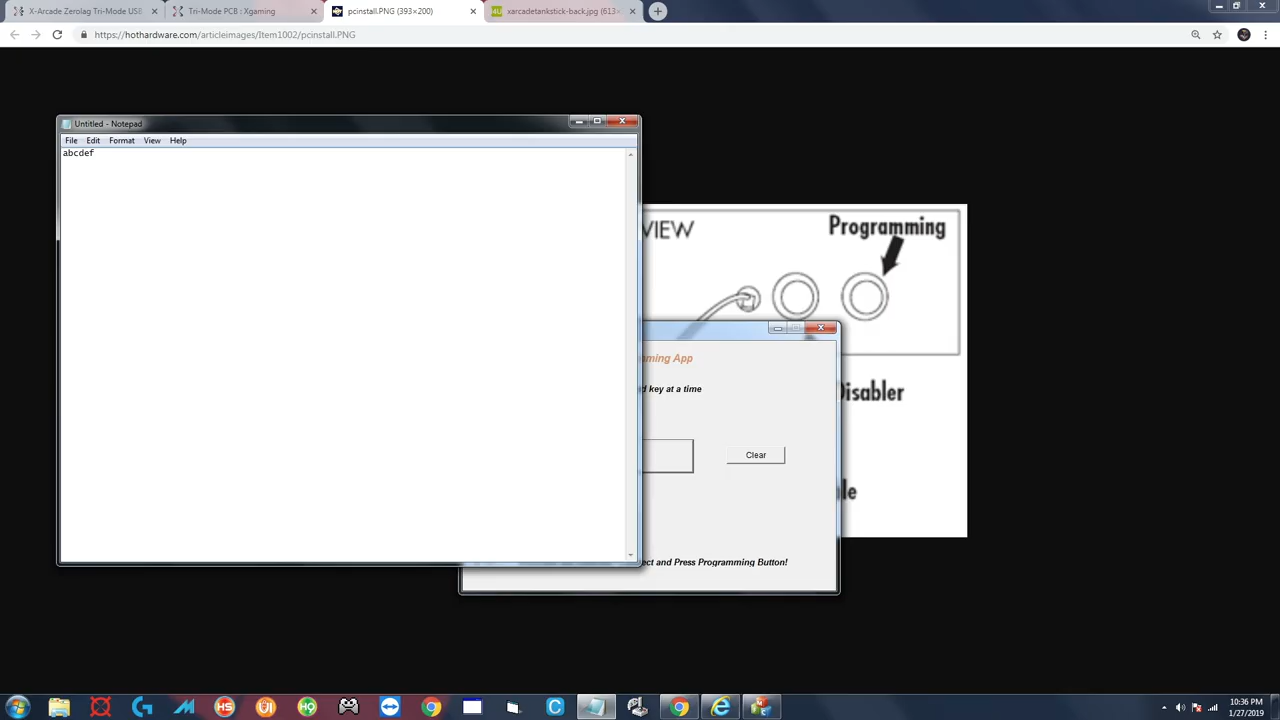 X-Arcade Zerolag Tri-Mode USB
Tri-Mode PCB : Xgaming
pcinstall.PNG (393×200)
xarcadetankstick-back.jpg (613×
https://hothardware.com/articleimages/Item1002/pcinstall.PNG
Untitled - Notepad
File Edit Format View Help
abcdef
VIEW
Programming
ming App
d key at a time
Disabler
Clear
le
ect and Press Programming Button!
10:36 PM
1/27/2019